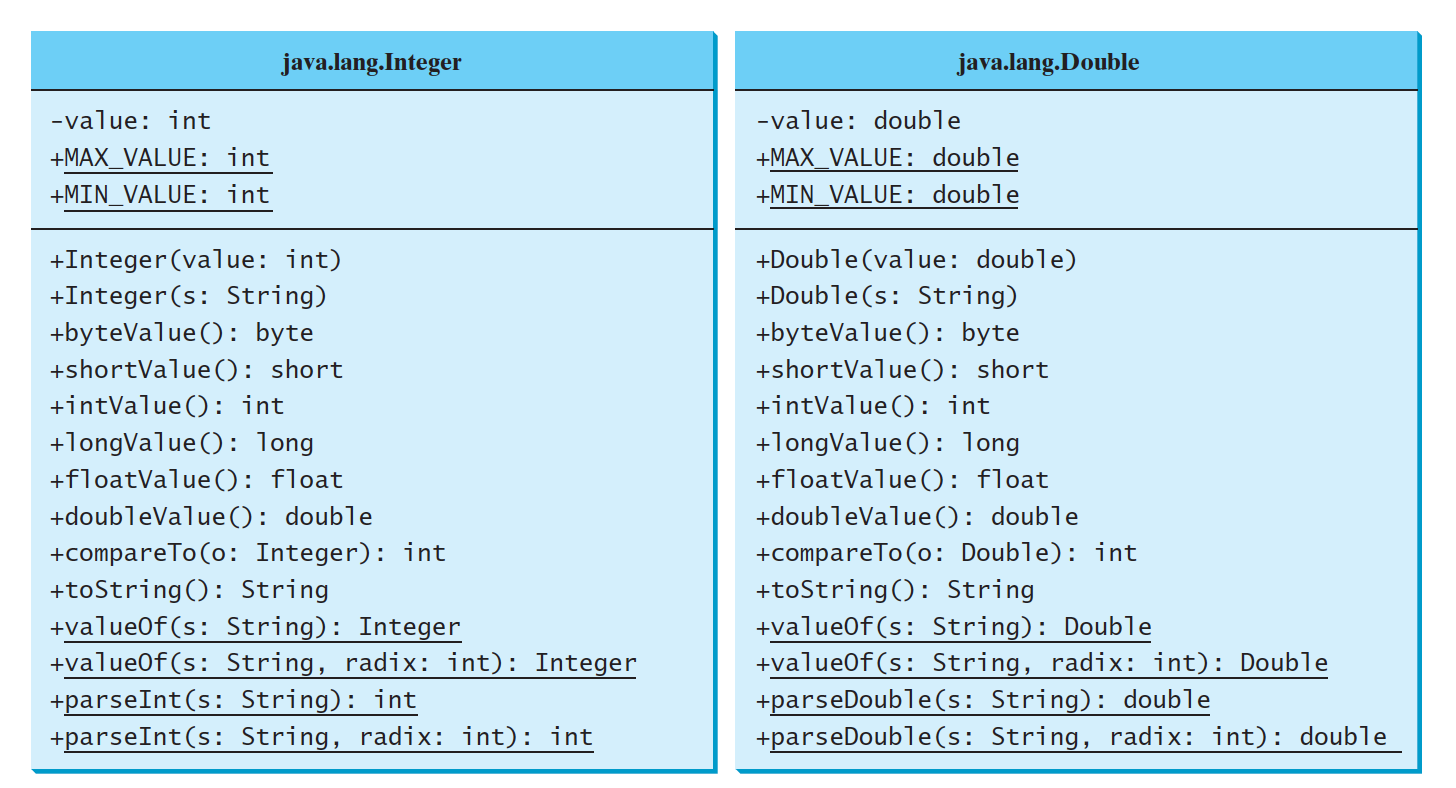 java.lang.Integer
-value: int
+MAX_VALUE: int
+MIN_VALUE: int
+Integer(value: int)
+Integer(s: String)
+byteValue(): byte
+shortValue(): short
+intValue(): int
+longValue(): long
+floatValue(): float
+doubleValue(): double
+compareTo(o: Integer): int
+toString(): String
+valueOf(s: String): Integer
+valueOf(s: String, radix: int): Integer
+parseInt(s: String): int
+parseInt(s: String, radix: int): int
java.lang.Double
-value: double
+MAX_VALUE: double
+MIN_VALUE: double
+Double(value: double)
+Double(s: String)
+byteValue(): byte
+shortValue(): short
+intValue(): int
+longValue(): long
+floatValue(): float
+doubleValue(): double
+compareTo(o: Double): int
+toString(): String
+valueOf(s: String): Double
+valueOf(s: String, radix: int): Double
+parseDouble(s: String): double
+parseDouble(s: String, radix: int): double